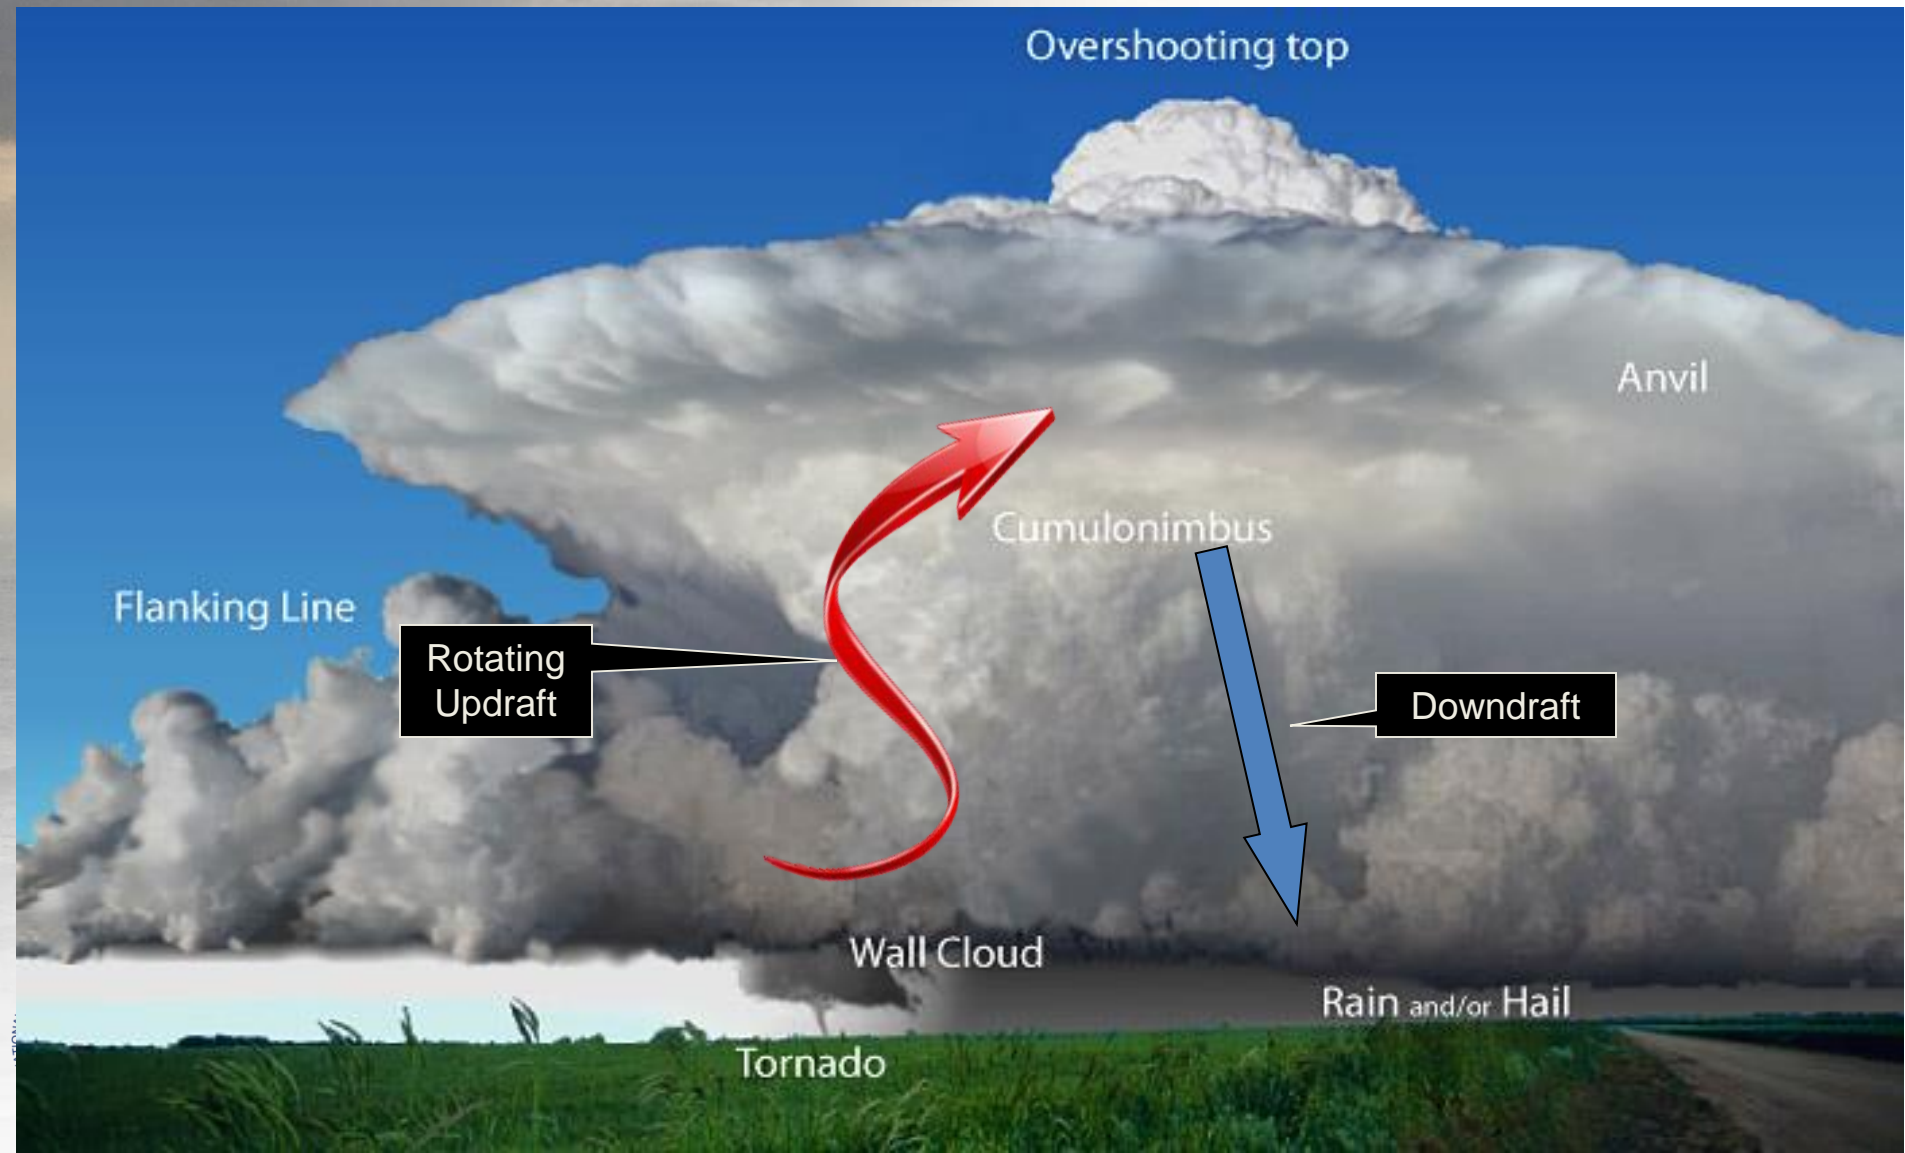 Overshooting top
Anvil
Cumulonimbus
Flanking Line
Rotating
Updraft
Downdraft
Wall Cloud
Rain and/or Hail
Tornado